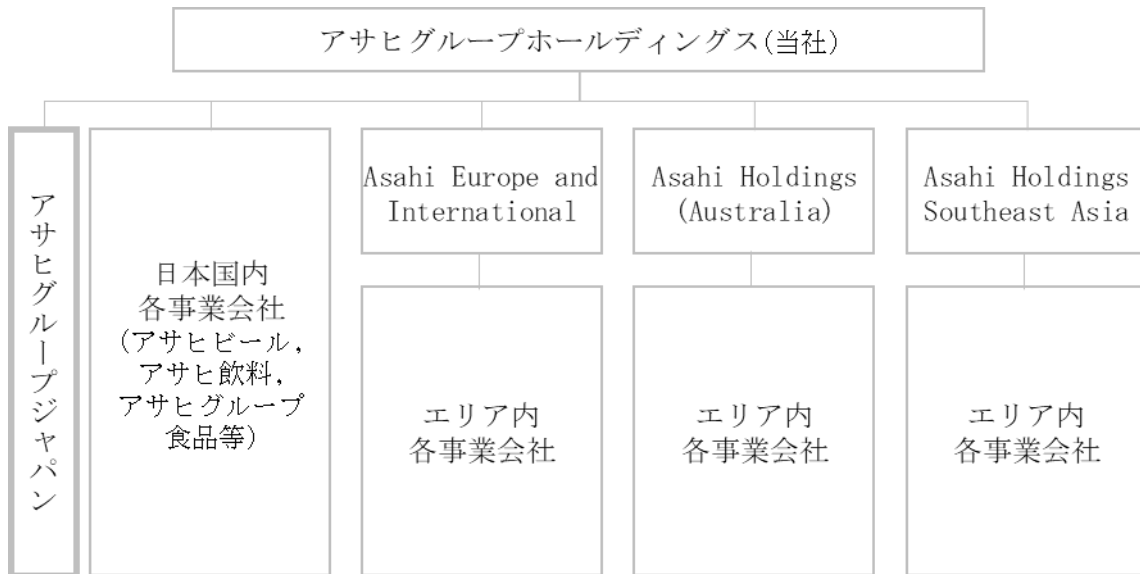 アサヒグループホールディングス(当社)
アサヒグループジャパン
日本国内
各事業会社
(アサヒビール,
アサヒ飲料,
アサヒグループ
食品等)
Asahi Europe and
International
エリア内
各事業会社
Asahi Holdings
(Australia)
エリア内
各事業会社
Asahi Holdings
Southeast Asia
エリア内
各事業会社